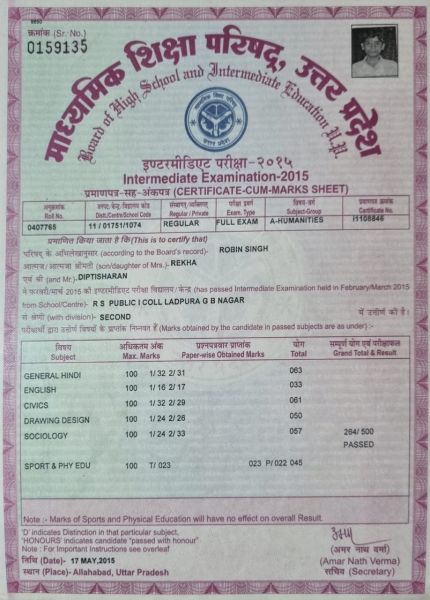 8650
क्रमांक (Sr. No.)
0159135
माध्यमिक शिक्षा परिषद, उत्तर प्रदेश
Board of High School and Intermediate Education U.P.
इण्टरमीडिएट परीक्षा-२०१५
Intermediate Examination-2015
प्रमाणपत्र-सह-अंकपत्र (CERTIFICATE-CUM-MARKS SHEET)
अनुक्रमांक जनपद/केन्द्र/विद्यालय कोड संस्थागत/व्यक्तिगत परीक्षा प्रकार विषय-वर्ग प्रमाणपत्र क्रमांक
Roll No. Distt./Centre/School Code Regular / Private Exam. Type Subject-Group Certificate No.
0407765 11 / 01751/1074 REGULAR FULL EXAM A-HUMANITIES I1108846
प्रमाणित किया जाता है कि (This is to certify that)
परिषद के अभिलेखानुसार (according to the Board's record)- ROBIN SINGH
आत्मज/आत्मजा श्रीमती (son/daughter of Mrs.)- REKHA
एवं श्री (and Mr.)- DIPTISHARAN
ने फरवरी/मार्च 2015 की इण्टरमीडिएट परीक्षा विद्यालय/केन्द्र (has passed Intermediate Examination held in February/March 2015
from School/Centre)- R S PUBLIC I COLL LADPURA G B NAGAR
से श्रेणी (with division)- SECOND में उत्तीर्ण की है।
परीक्षार्थी द्वारा उत्तीर्ण विषयों के प्राप्तांक निम्नवत हैं (Marks obtained by the candidate in passed subjects are as under) :-
विषय अधिकतम अंक प्रश्नपत्रवार प्राप्तांक योग सम्पूर्ण योग एवं परीक्षाफल
Subject Max. Marks Paper-wise Obtained Marks Total Grand Total & Result
GENERAL HINDI 100 1/ 32 2/ 31 063
ENGLISH 100 1/ 16 2/ 17 033
CIVICS 100 1/ 32 2/ 29 061
DRAWING DESIGN 100 1/ 24 2/ 26 050
SOCIOLOGY 100 1/ 24 2/ 33 057 264/ 500
PASSED
SPORT & PHY EDU 100 T/ 023 023 P/ 022 045
Note :- Marks of Sports and Physical Education will have no effect on overall Result.
'D' indicates Distinction in that particular subject,
'HONOURS' indicates candidate "passed with honour"
Note : For Important Instructions see overleaf
तिथि (Date)- 17 MAY,2015
स्थान (Place)- Allahabad, Uttar Pradesh
(अमर नाथ वर्मा)
(Amar Nath Verma)
सचिव (Secretary)